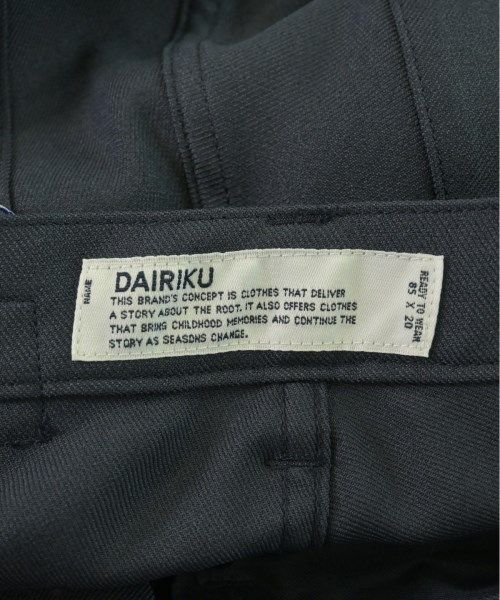 NAME
DAIRIKU
THIS BRAND'S CONCEPT IS CLOTHES THAT DELIVER
A STORY ABOUT THE ROOT. IT ALSO OFFERS CLOTHES
THAT BRING CHILDHOOD MEMORIES AND CONTINUE THE
STORY AS SEASONS CHANGE.
READY TO WEAR
85 X 20